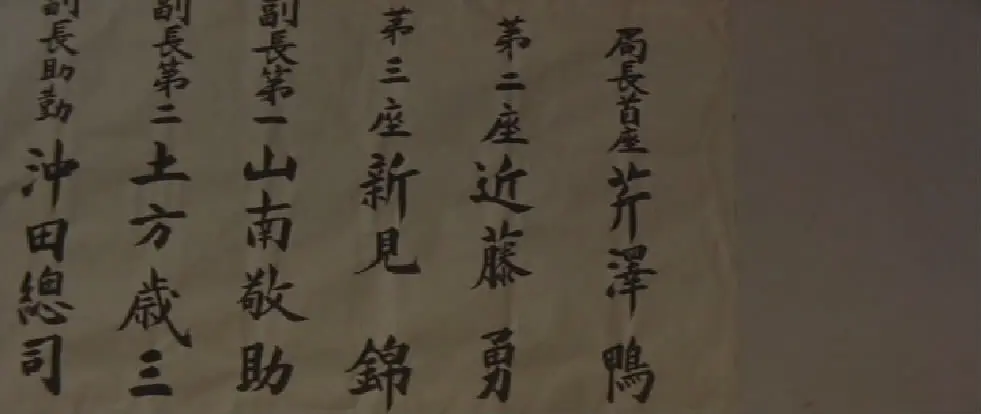 局長首座芹澤鴨
第二座近藤勇
第三座新見錦
副長第一山南敬助
副長第二土方歳三
副長助勤沖田總司